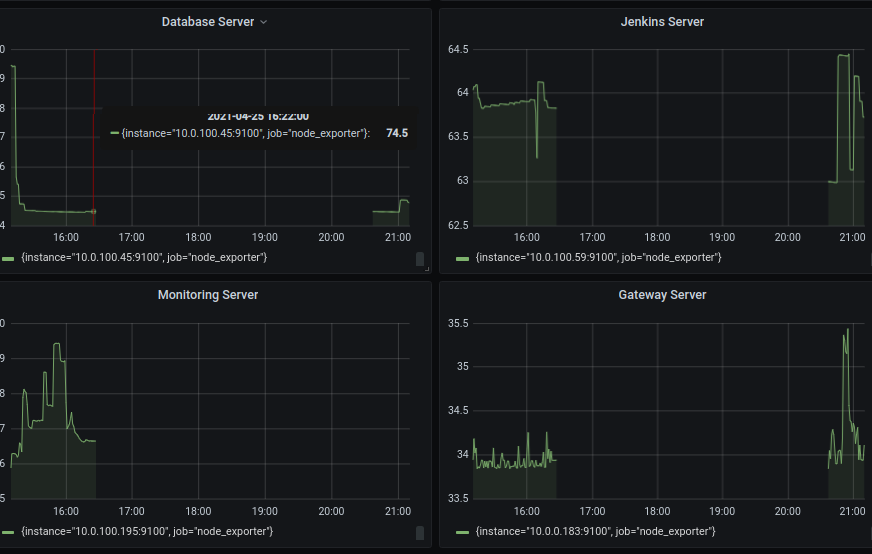 Database Server
0
9
8
7
6
5
4
2021-04-25 16:22:00
{instance="10.0.100.45:9100", job="node_exporter"}: 74.5
16:00 17:00 18:00 19:00 20:00 21:00
{instance="10.0.100.45:9100", job="node_exporter"}
Jenkins Server
64.5
64
63.5
63
62.5
16:00 17:00 18:00 19:00 20:00 21:00
{instance="10.0.100.59:9100", job="node_exporter"}
Monitoring Server
0
9
8
7
6
5
16:00 17:00 18:00 19:00 20:00 21:00
{instance="10.0.100.195:9100", job="node_exporter"}
Gateway Server
35.5
35
34.5
34
33.5
16:00 17:00 18:00 19:00 20:00 21:00
{instance="10.0.0.183:9100", job="node_exporter"}